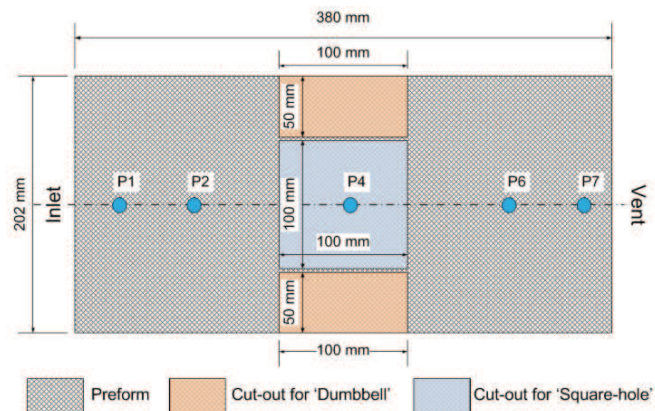 380 mm
100 mm
50 mm
P1 P2 P4 P6 P7
202 mm
Inlet
100 mm
Vent
100 mm
50 mm
100 mm
Preform Cut-out for 'Dumbbell' Cut-out for 'Square-hole'